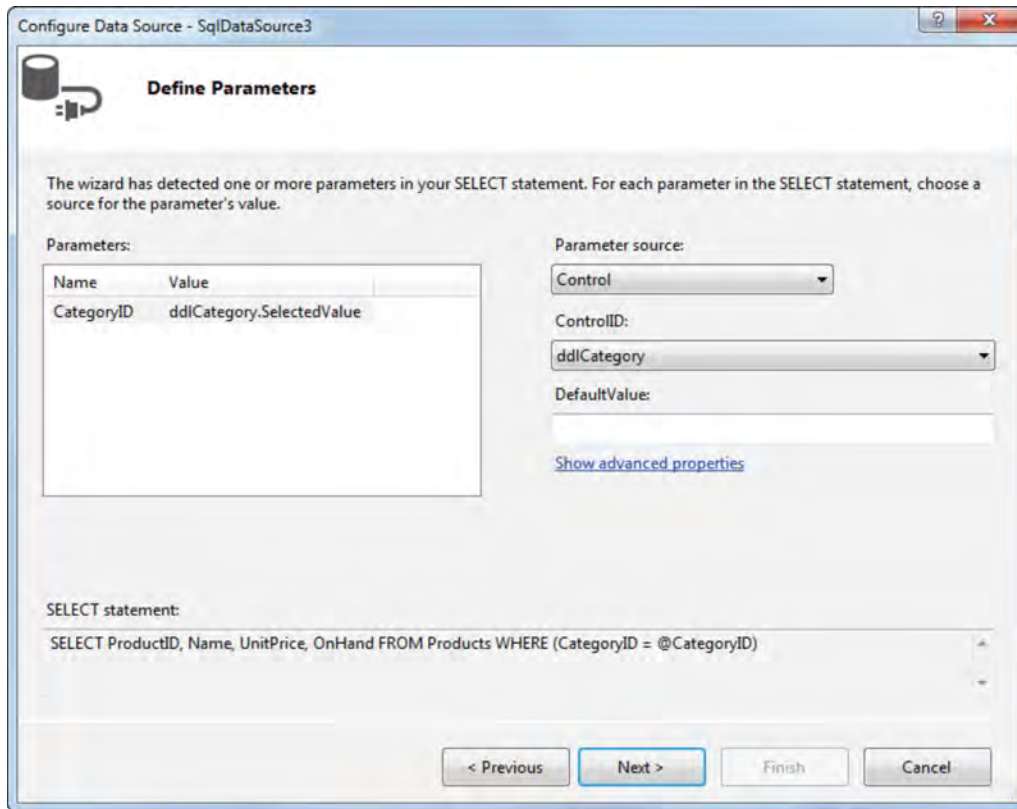 Configure Data Source - SqlDataSource3
Define Parameters
The wizard has detected one or more parameters in your SELECT statement. For each parameter in the SELECT statement, choose a
source for the parameter's value.
Parameters:
Name Value
CategoryID ddlCategory.SelectedValue
Parameter source:
Control
ControlID:
ddlCategory
DefaultValue:
Show advanced properties
SELECT statement:
SELECT ProductID, Name, UnitPrice, OnHand FROM Products WHERE (CategoryID = @CategoryID)
< Previous Next > Finish Cancel